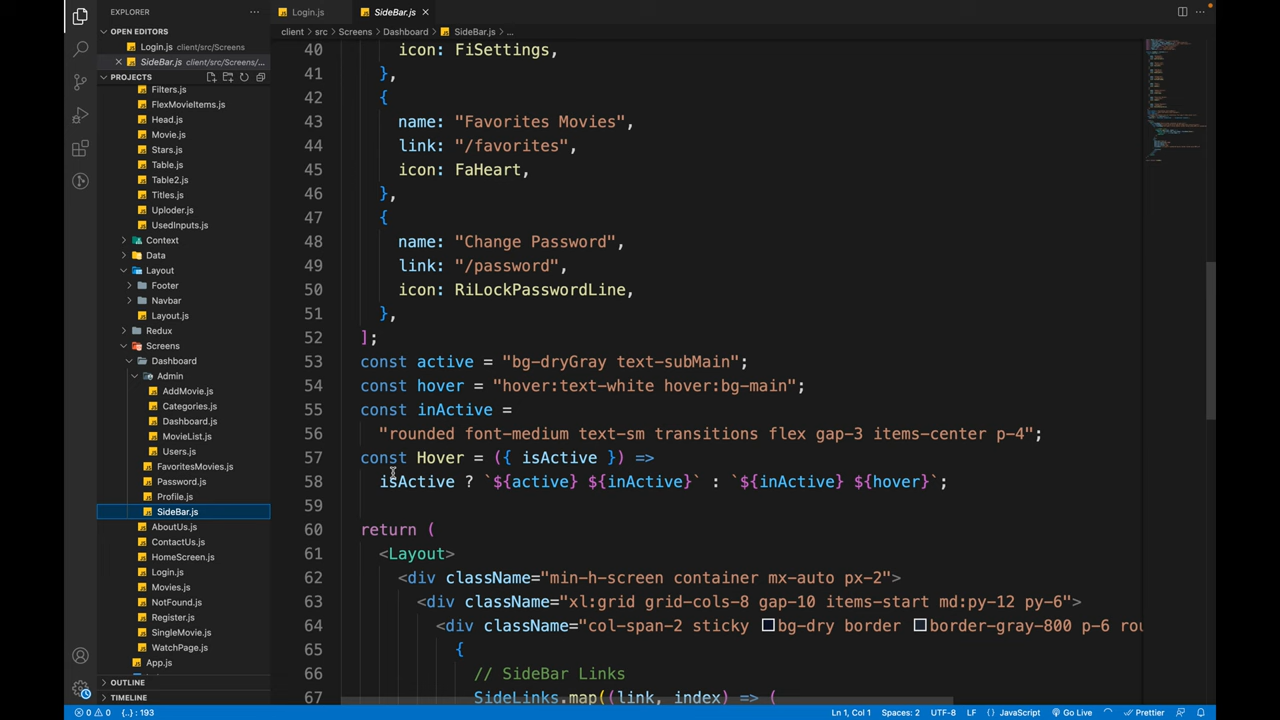 EXPLORER
OPEN EDITORS
Login.js client/src/Screens
SideBar.js client/src/Screens/...
PROJECTS
Filters.js
FlexMovieItems.js
Head.js
Movie.js
Stars.js
Table.js
Table2.js
Titles.js
Uploder.js
UsedInputs.js
Context
Data
Layout
Footer
Navbar
Layout.js
Redux
Screens
Dashboard
Admin
AddMovie.js
Categories.js
Dashboard.js
MovieList.js
Users.js
FavoritesMovies.js
Password.js
Profile.js
SideBar.js
AboutUs.js
ContactUs.js
HomeScreen.js
Login.js
Movies.js
NotFound.js
Register.js
SingleMovie.js
WatchPage.js
App.js
OUTLINE
TIMELINE
Login.js SideBar.js
client > src > Screens > Dashboard > SideBar.js > ...
40 icon: FiSettings,
41 },
42 {
43 name: "Favorites Movies",
44 link: "/favorites",
45 icon: FaHeart,
46 },
47 {
48 name: "Change Password",
49 link: "/password",
50 icon: RiLockPasswordLine,
51 },
52 ];
53 const active = "bg-dryGray text-subMain";
54 const hover = "hover:text-white hover:bg-main";
55 const inActive =
56 "rounded font-medium text-sm transitions flex gap-3 items-center p-4";
57 const Hover = ({ isActive }) =>
58 isActive ? `${active} ${inActive}` : `${inActive} ${hover}`;
59
60 return (
61 <Layout>
62 <div className="min-h-screen container mx-auto px-2">
63 <div className="xl:grid grid-cols-8 gap-10 items-start md:py-12 py-6">
64 <div className="col-span-2 sticky bg-dry border border-gray-800 p-6 rou
65 {
66 // SideBar Links
67 SideLinks.map((link, index) => (
0 0 {..}: 193 Ln 1, Col 1 Spaces: 2 UTF-8 LF {} JavaScript Go Live Prettier